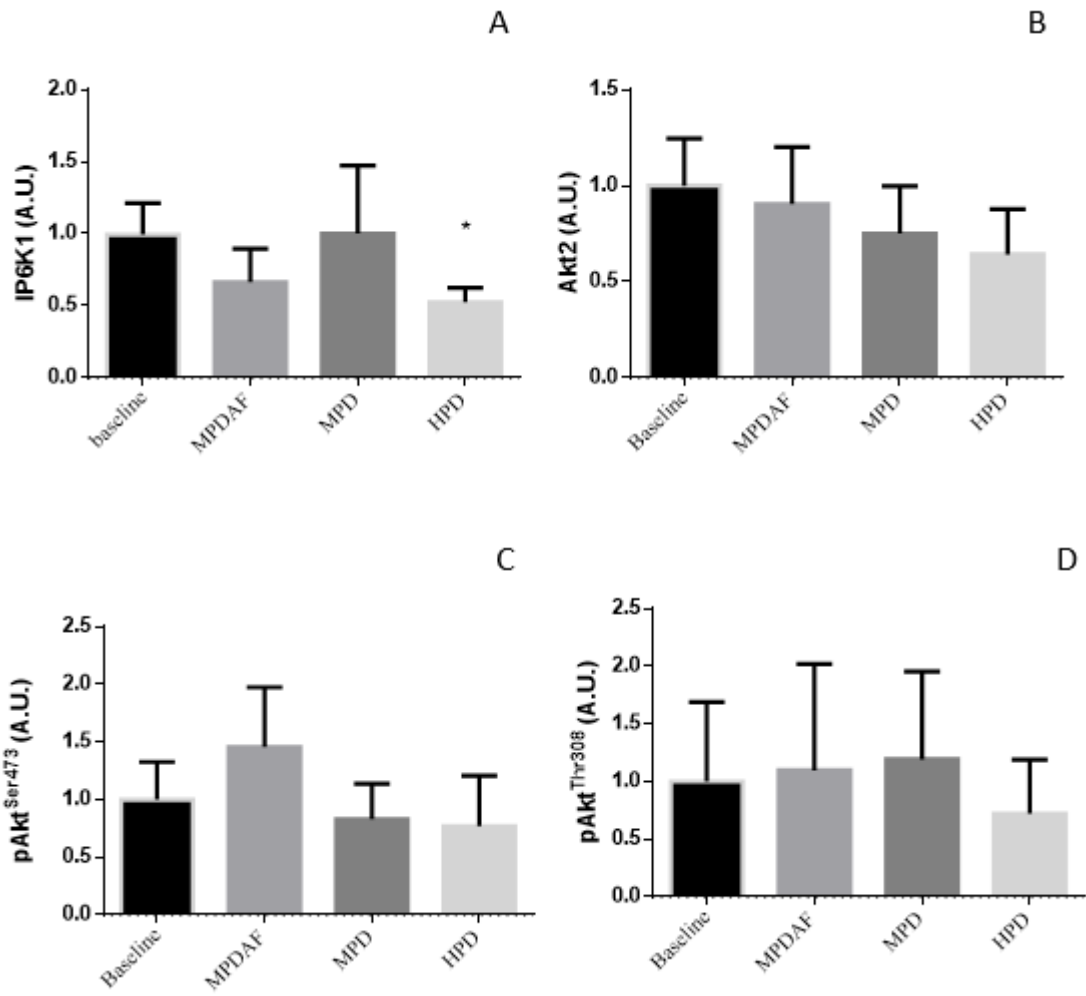 A
B
IP6K1 (A.U.)
2.0
1.5
1.0
0.5
0.0
*
baseline
MPDAF
MPD
HPD
Akt2 (A.U.)
1.5
1.0
0.5
0.0
Baseline
MPDAF
MPD
HPD
C
D
pAkt^Ser473 (A.U.)
2.5
2.0
1.5
1.0
0.5
0.0
Baseline
MPDAF
MPD
HPD
pAkt^Thr308 (A.U.)
2.5
2.0
1.5
1.0
0.5
0.0
Baseline
MPDAF
MPD
HPD